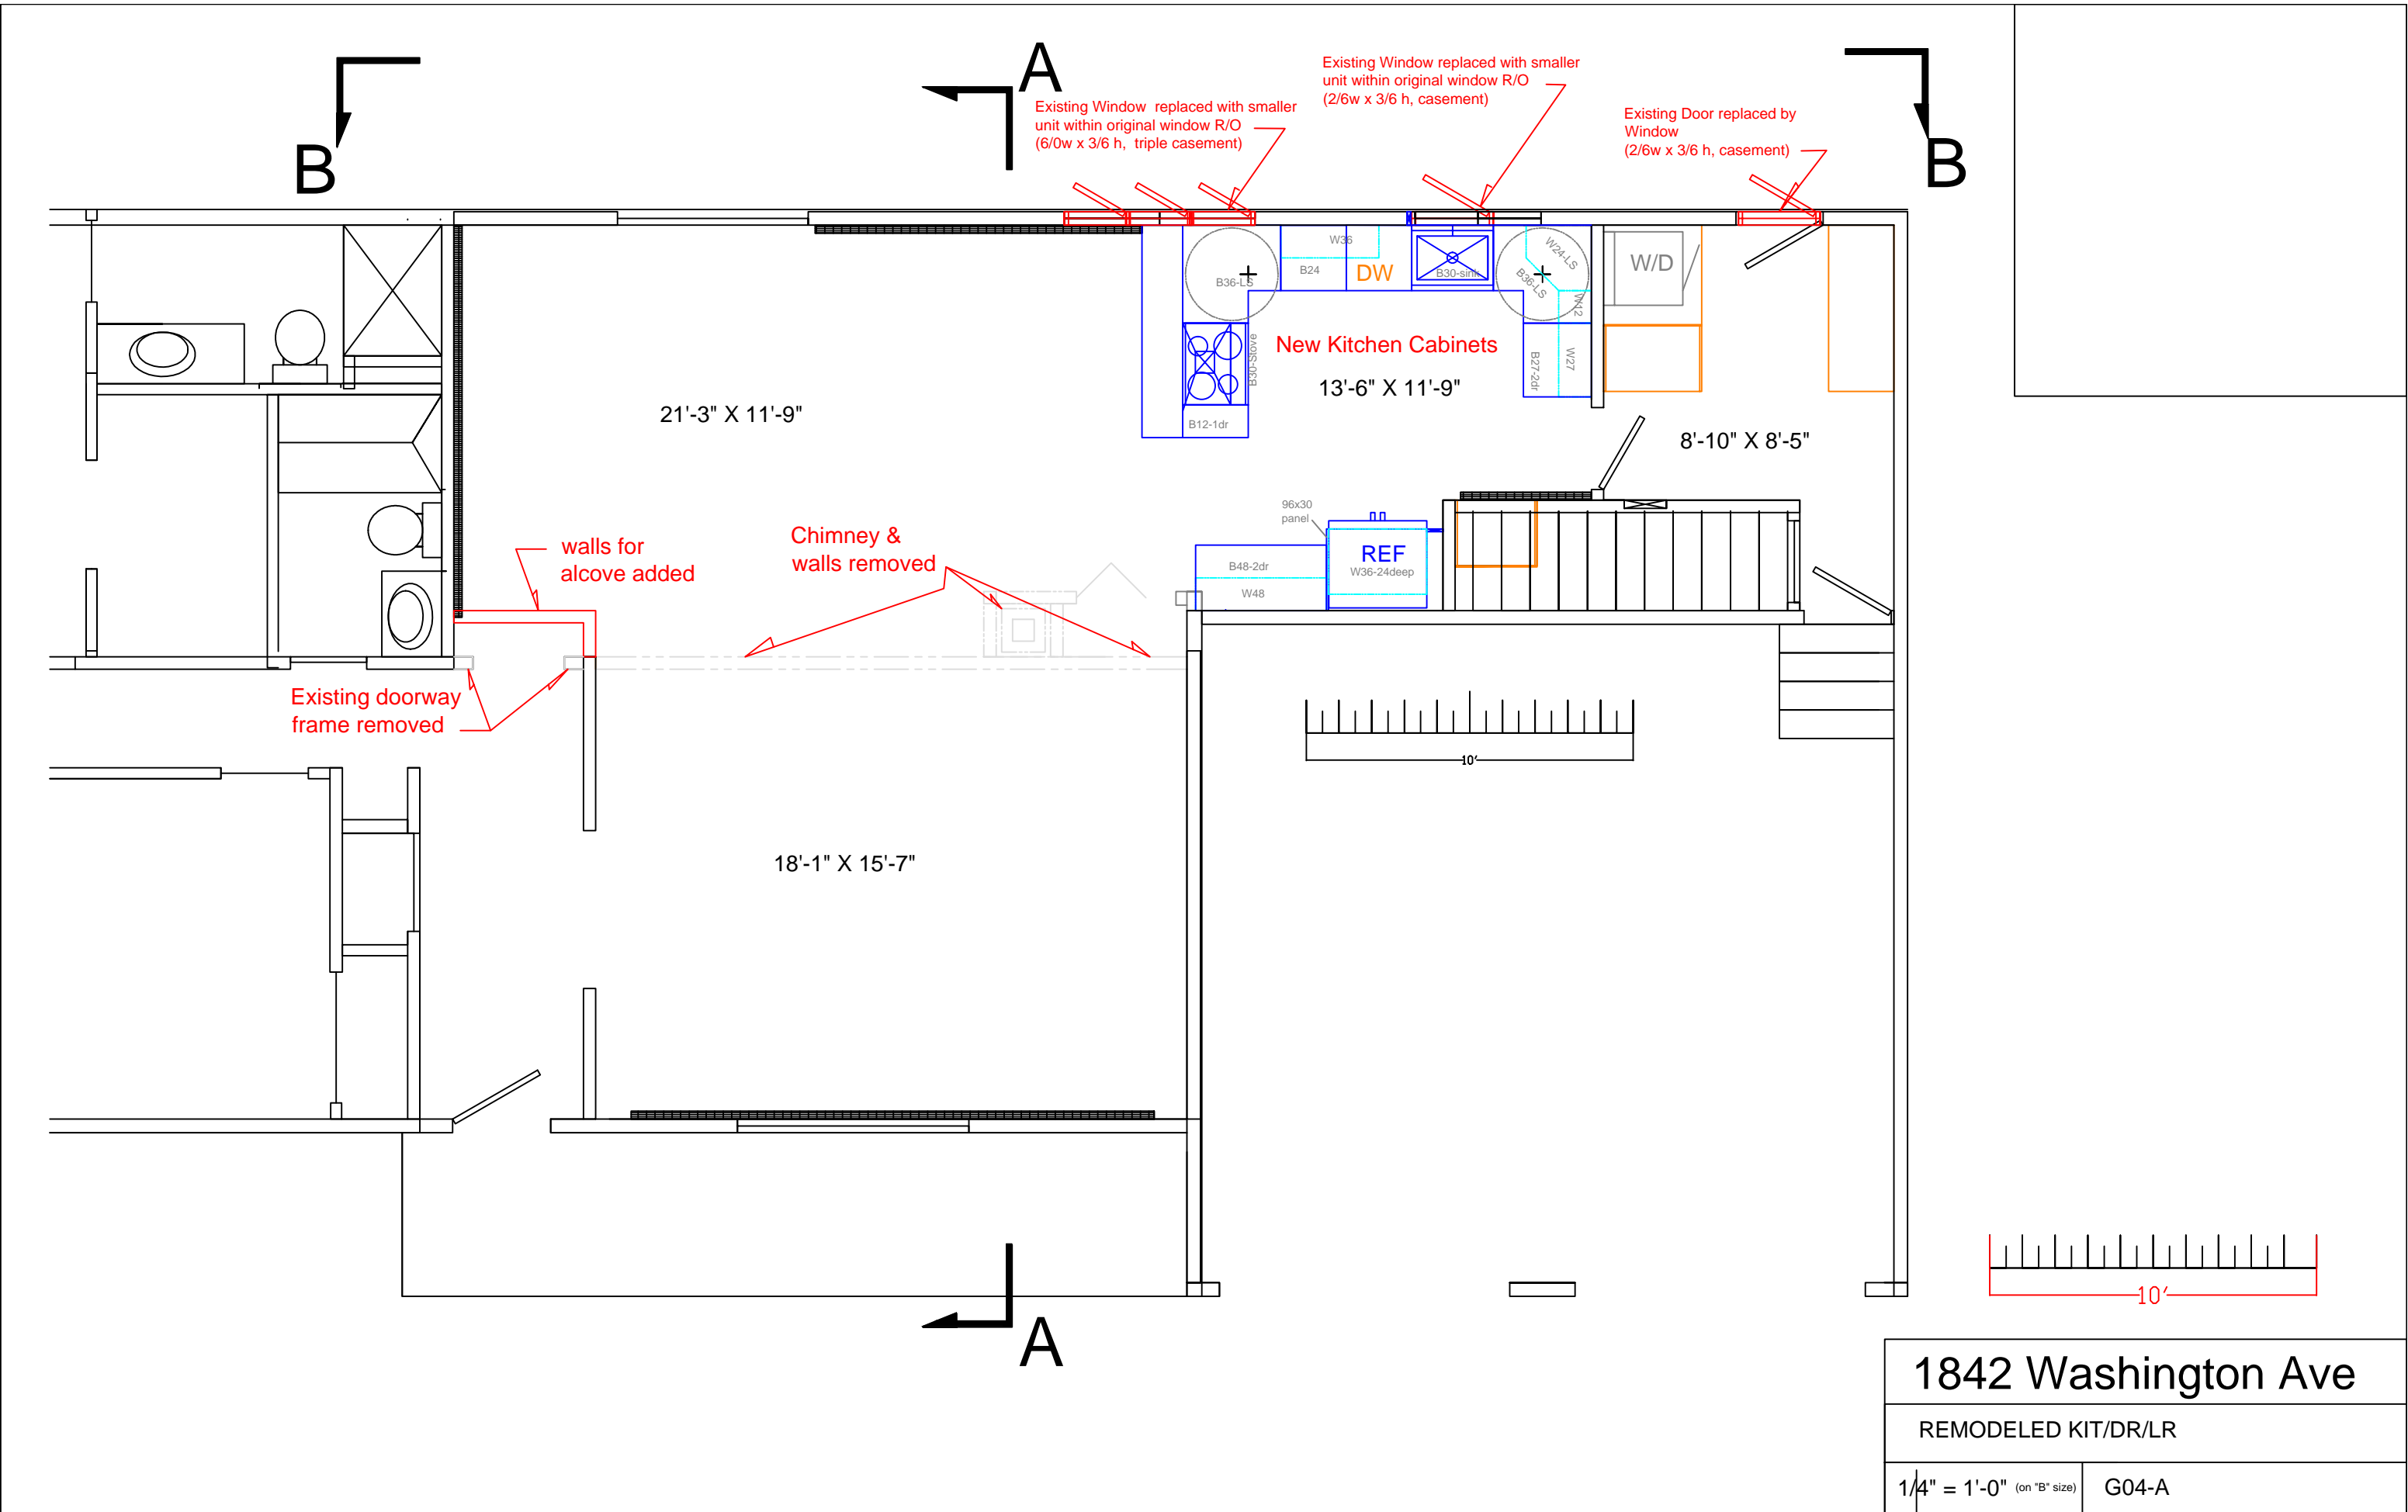 A
B
Existing Window replaced with smaller
unit within original window R/O
(6/0w x 3/6 h, triple casement)
Existing Window replaced with smaller
unit within original window R/O
(2/6w x 3/6 h, casement)
Existing Door replaced by
Window
(2/6w x 3/6 h, casement)
B
W36
B24
DW
B36-LS
B30-sink
W24-LS
B36-LS
W12
W/D
B30-Stove
New Kitchen Cabinets
13'-6" X 11'-9"
B27-2dr
W27
21'-3" X 11'-9"
B12-1dr
8'-10" X 8'-5"
96x30
panel
REF
W36-24deep
B48-2dr
W48
walls for
alcove added
Chimney &
walls removed
Existing doorway
frame removed
10'
18'-1" X 15'-7"
10'
A
1842 Washington Ave
REMODELED KIT/DR/LR
1/4" = 1'-0" (on "B" size)
G04-A